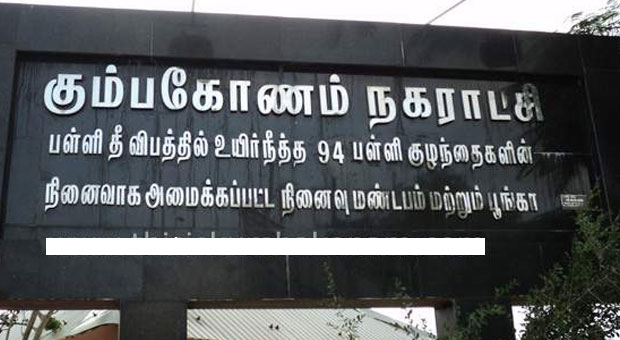 கும்பகோணம் நகராட்சி
பள்ளி தீ விபத்தில் உயிர்நீத்த 94 பள்ளி குழந்தைகளின்
நினைவாக அமைக்கப்பட்ட நினைவு மண்டபம் மற்றும் பூங்கா